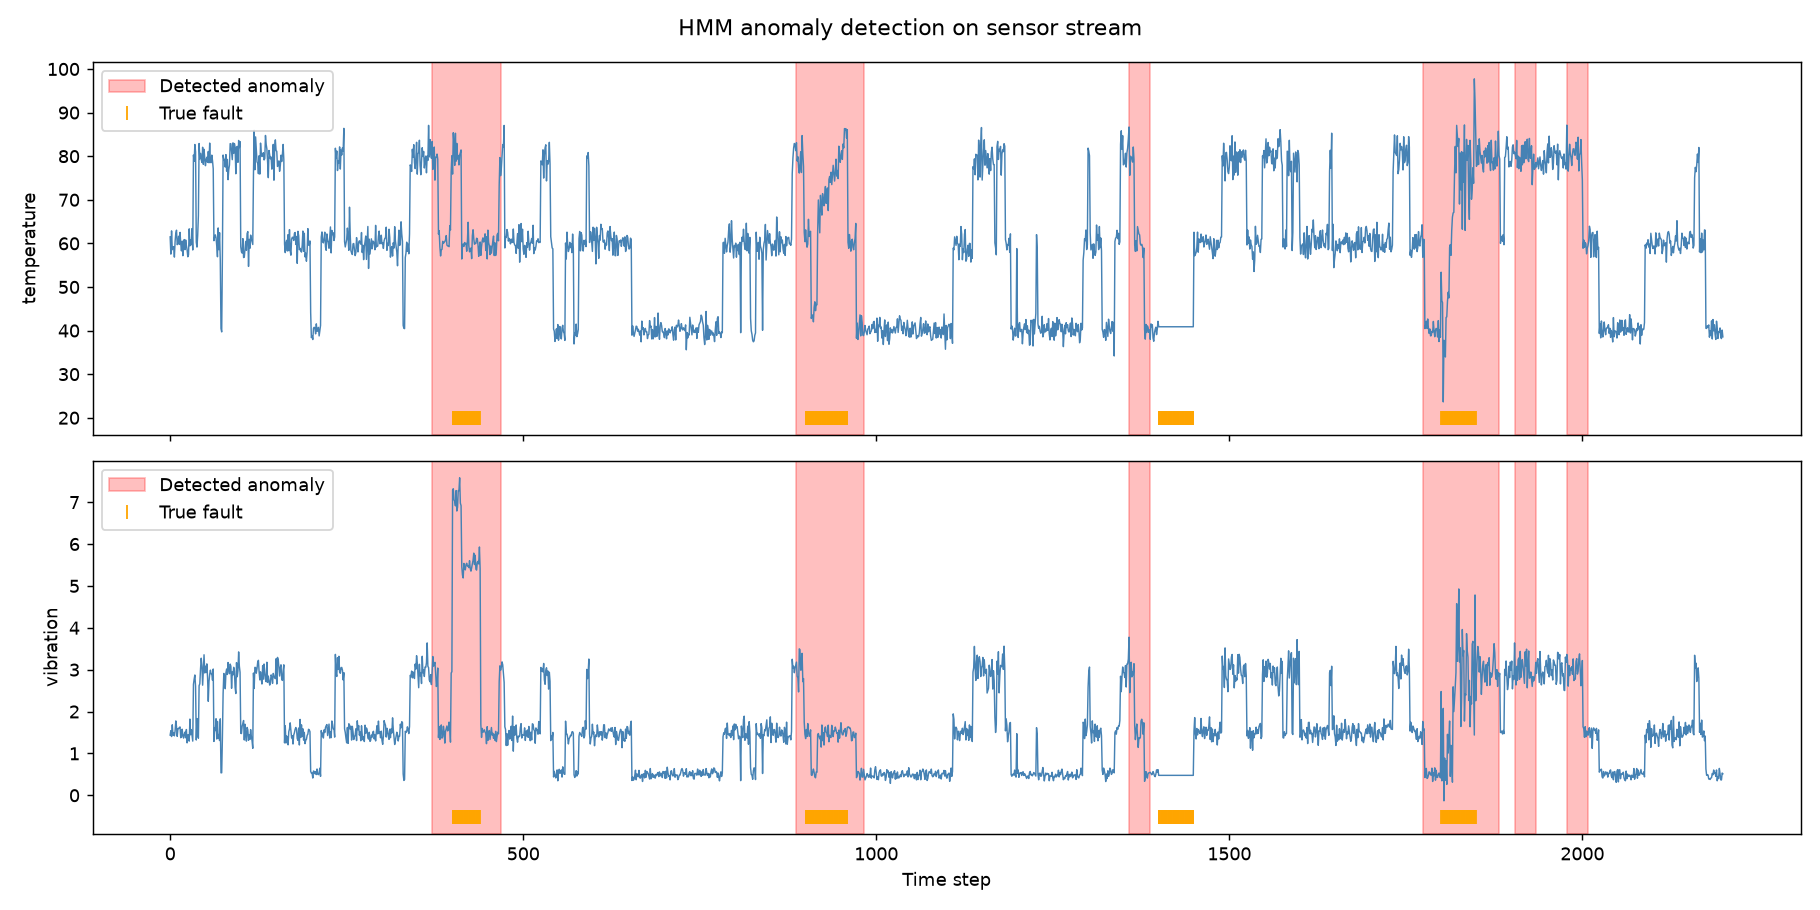 HMM anomaly detection on sensor stream
100
90
80
70
60
50
40
30
20
temperature
Detected anomaly
True fault
7
6
5
4
3
2
1
0
vibration
Detected anomaly
True fault
0 500 1000 1500 2000
Time step